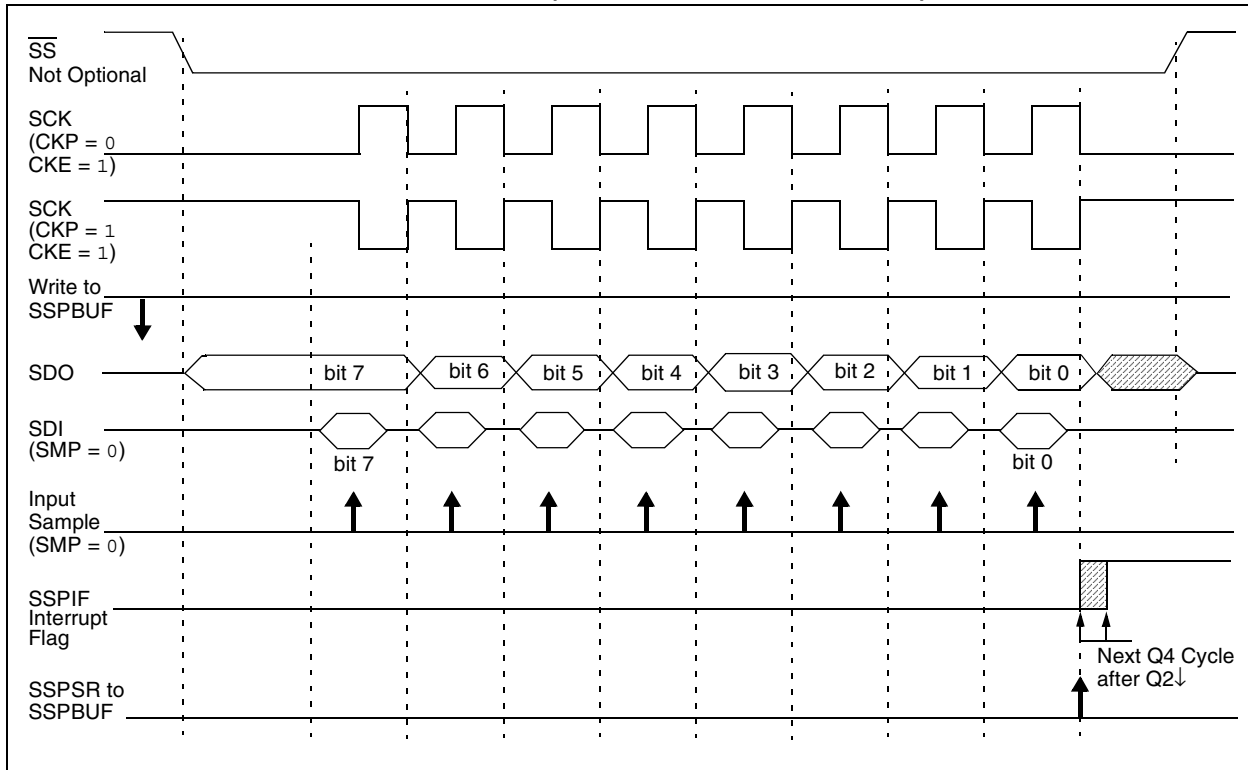 SS
Not Optional
SCK
(CKP = 0
CKE = 1)
SCK
(CKP = 1
CKE = 1)
Write to
SSPBUF
SDO
bit 7
bit 6
bit 5
bit 4
bit 3
bit 2
bit 1
bit 0
SDI
(SMP = 0)
bit 7
bit 0
Input
Sample
(SMP = 0)
SSPIF
Interrupt
Flag
Next Q4 Cycle
after Q2↓
SSPSR to
SSPBUF